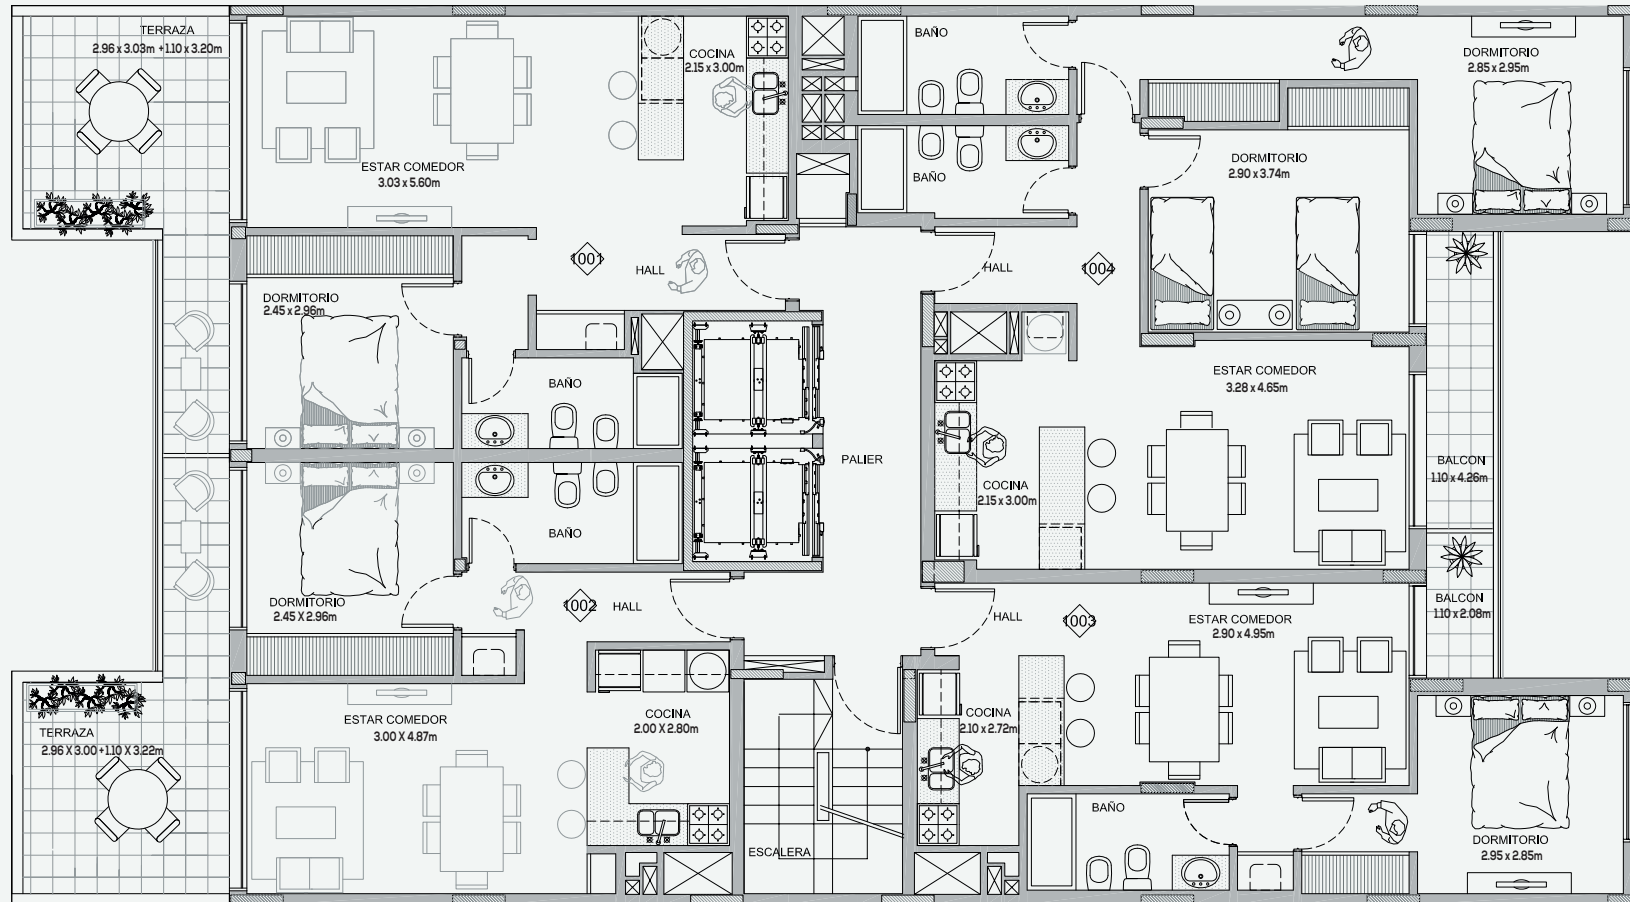 TERRAZA
2.96 x 3.03m +1.10 x 3.20m
COCINA
2.15 x 3.00m
ESTAR COMEDOR
3.03 x 5.60m
BAÑO
BAÑO
DORMITORIO
2.85 x 2.95m
DORMITORIO
2.90 x 3.74m
1001
HALL
HALL
1004
DORMITORIO
2.45 x 2.96m
BAÑO
ESTAR COMEDOR
3.28 x 4.65m
PALIER
COCINA
2.15 x 3.00m
BALCON
1.10 x 4.26m
BAÑO
DORMITORIO
2.45 X 2.96m
1002
HALL
HALL
1003
ESTAR COMEDOR
2.90 x 4.95m
BALCON
1.10 x 2.08m
TERRAZA
2.96 X 3.00 +1.10 X 3.22m
ESTAR COMEDOR
3.00 X 4.87m
COCINA
2.00 X 2.80m
COCINA
2.10 x 2.72m
ESCALERA
BAÑO
DORMITORIO
2.95 x 2.85m